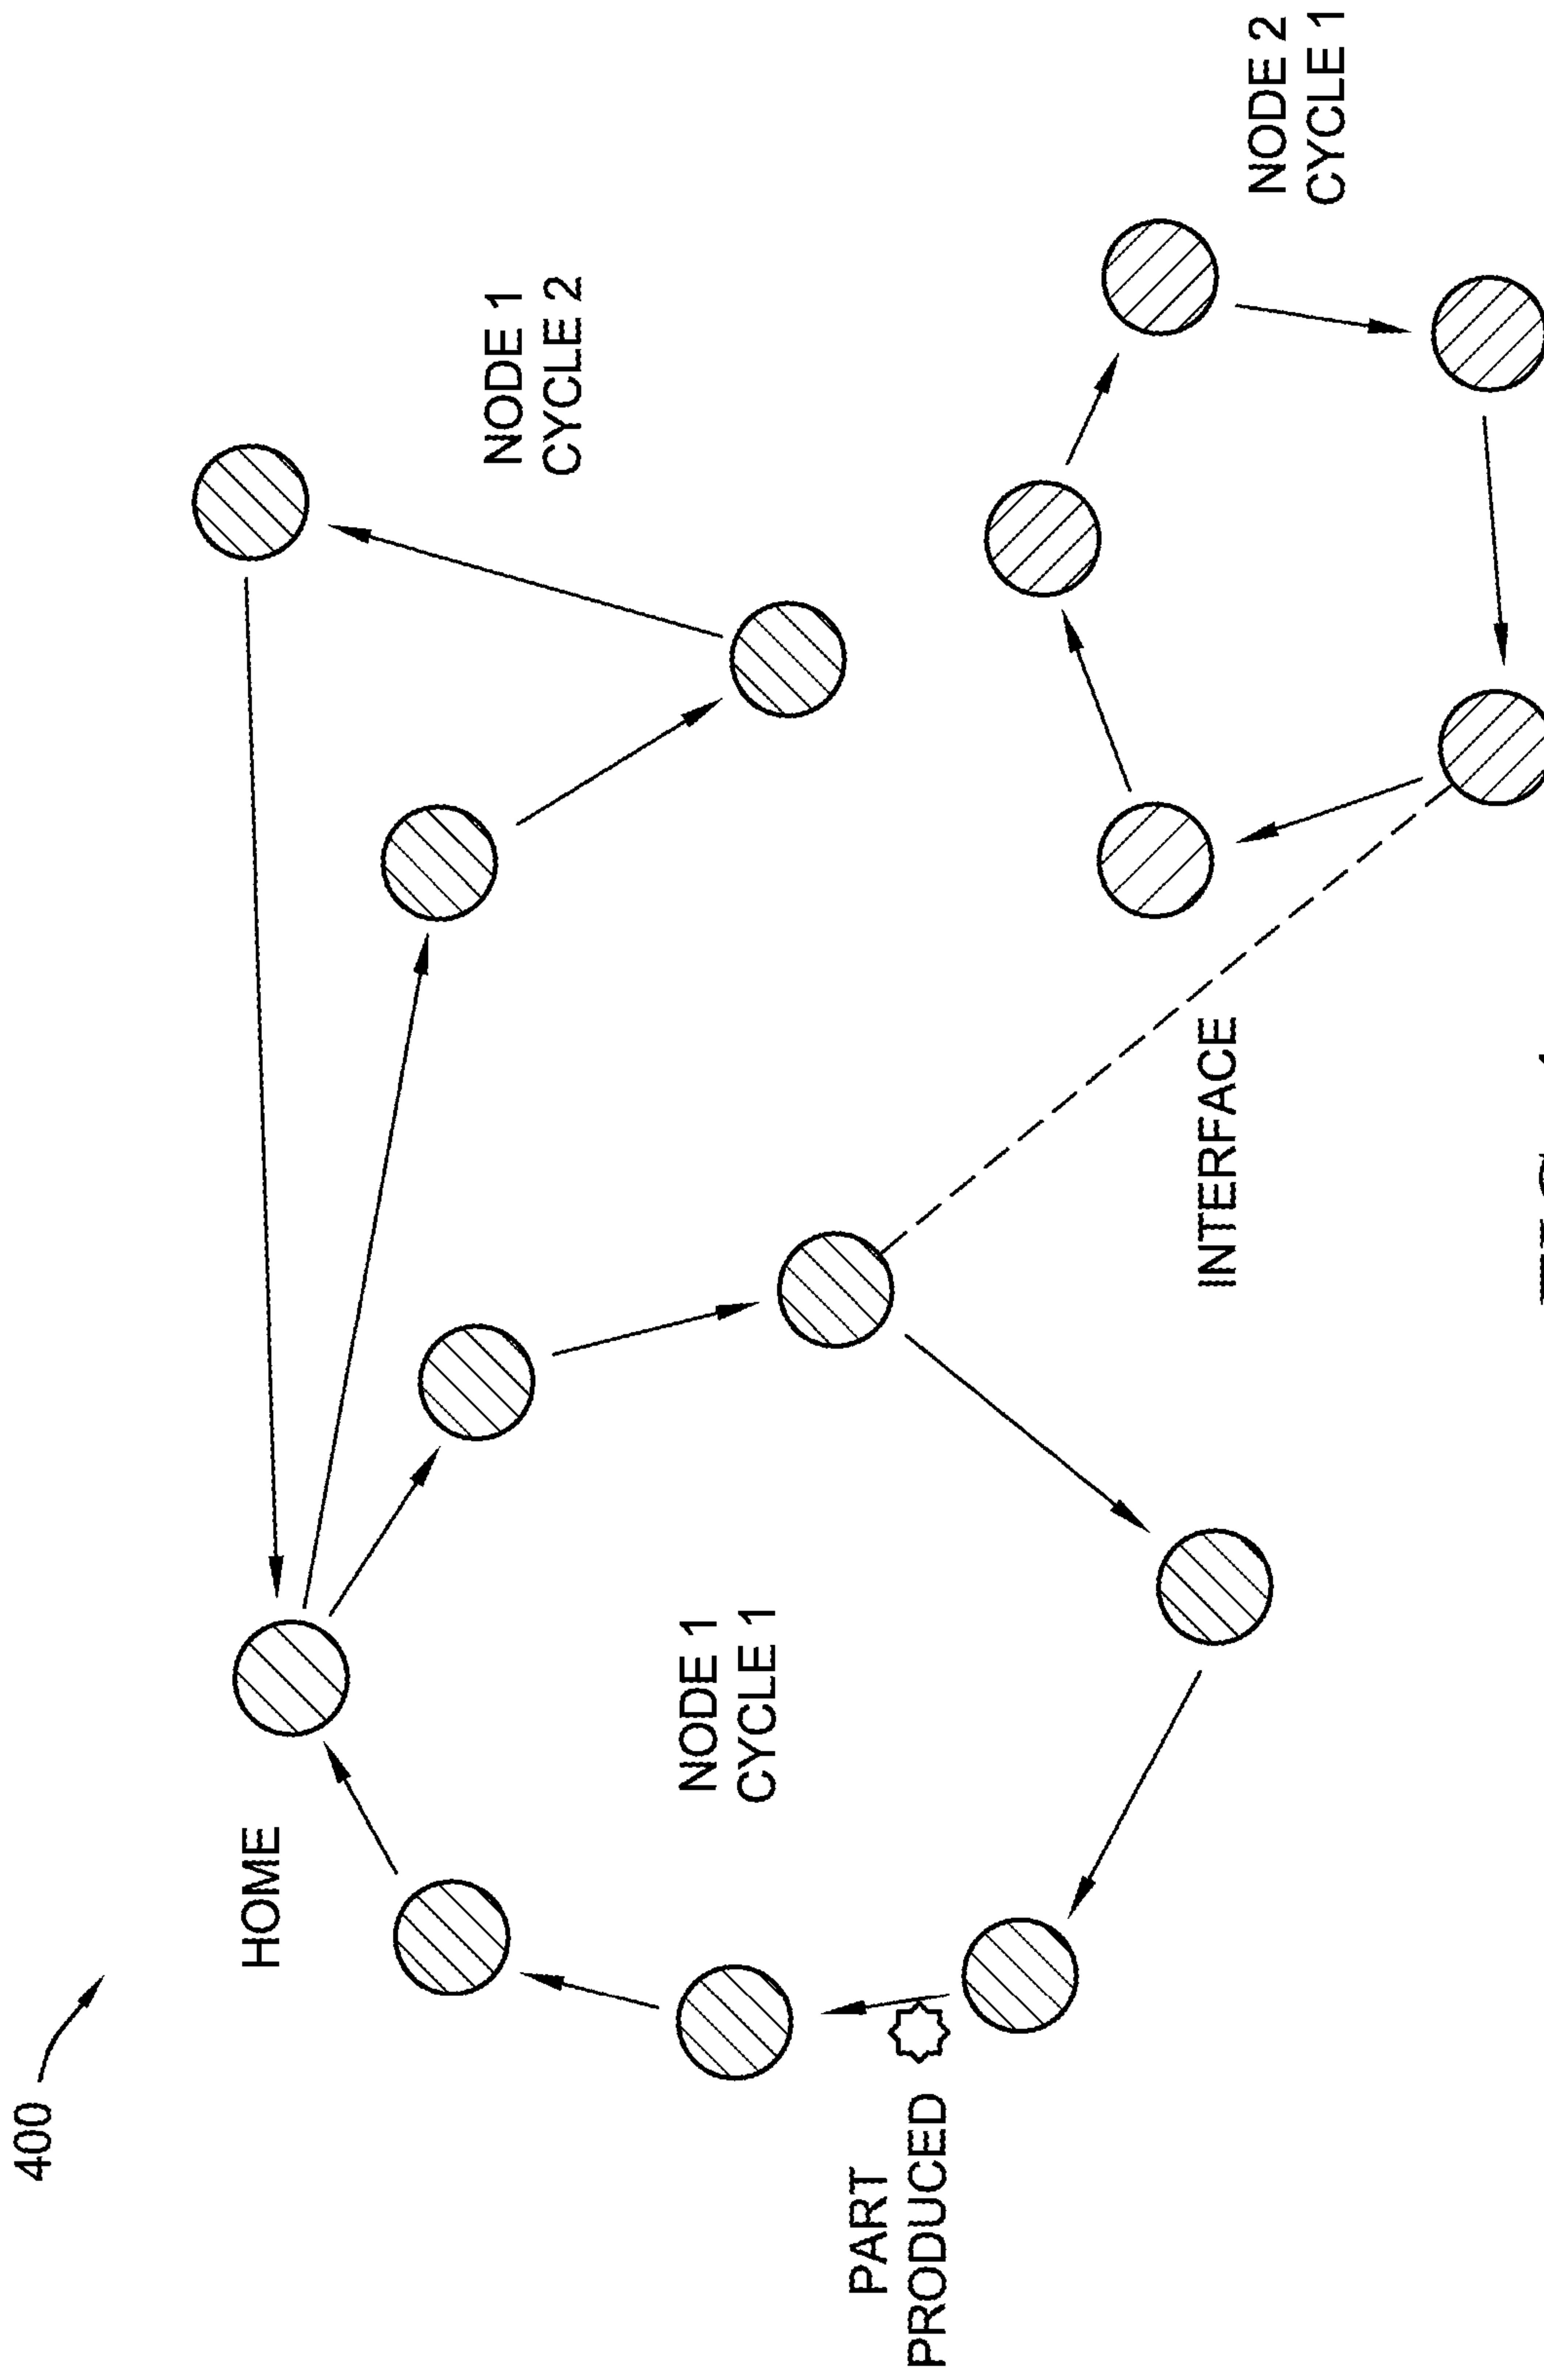 400
HOME
NODE 1
CYCLE 2
NODE 1
CYCLE 1
PART
PRODUCED
INTERFACE
NODE 2
CYCLE 1